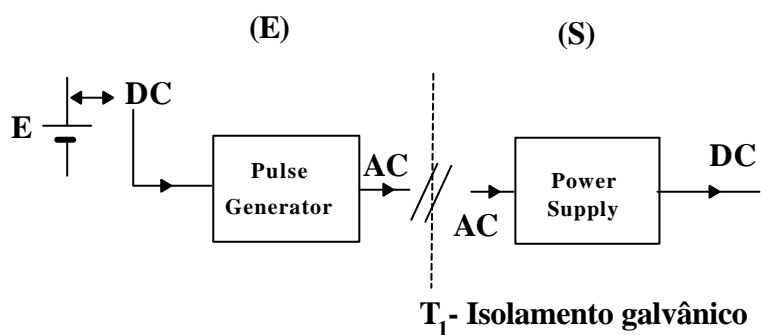 (E)
(S)
DC
E
Pulse
Generator
AC
AC
Power
Supply
DC
T1- Isolamento galvânico